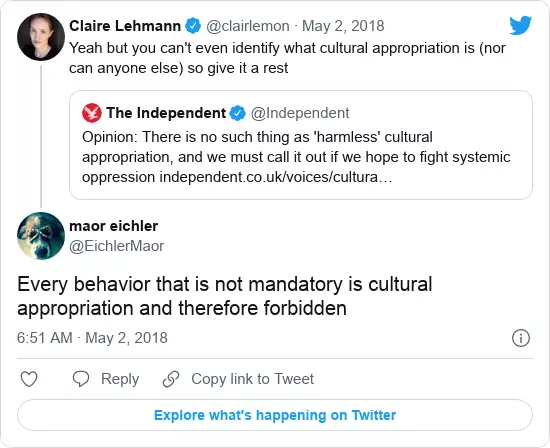 Claire Lehmann @clairlemon · May 2, 2018
Yeah but you can't even identify what cultural appropriation is (nor
can anyone else) so give it a rest
The Independent @Independent
Opinion: There is no such thing as 'harmless' cultural
appropriation, and we must call it out if we hope to fight systemic
oppression independent.co.uk/voices/cultura…
maor eichler
@EichlerMaor
Every behavior that is not mandatory is cultural
appropriation and therefore forbidden
6:51 AM · May 2, 2018
Reply Copy link to Tweet
Explore what's happening on Twitter